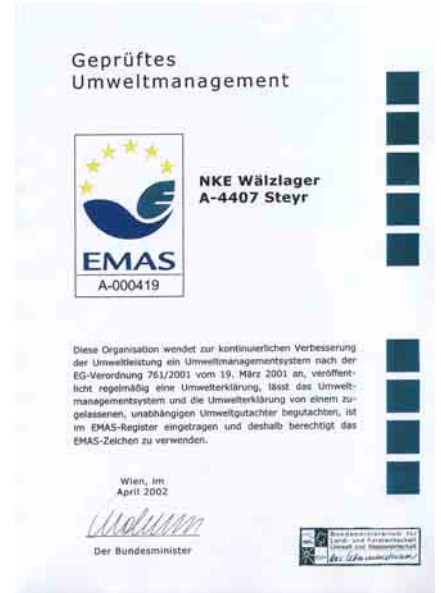 Geprüftes
Umweltmanagement
NKE Wälzlager
A-4407 Steyr
EMAS
A-000419
Diese Organisation wendet zur kontinuierlichen Verbesserung
der Umweltleistung ein Umweltmanagementsystem nach der
EG-Verordnung 761/2001 vom 19. März 2001 an, veröffent-
licht regelmäßig eine Umwelterklärung, lässt das Umwelt-
managementsystem und die Umwelterklärung von einem zu-
gelassenen, unabhängigen Umweltgutachter begutachten, ist
im EMAS-Register eingetragen und deshalb berechtigt das
EMAS-Zeichen zu verwenden.
Wien, im
April 2002
Der Bundesminister
Bundesministerium für
Land- und Forstwirtschaft
Umwelt und Wasserwirtschaft